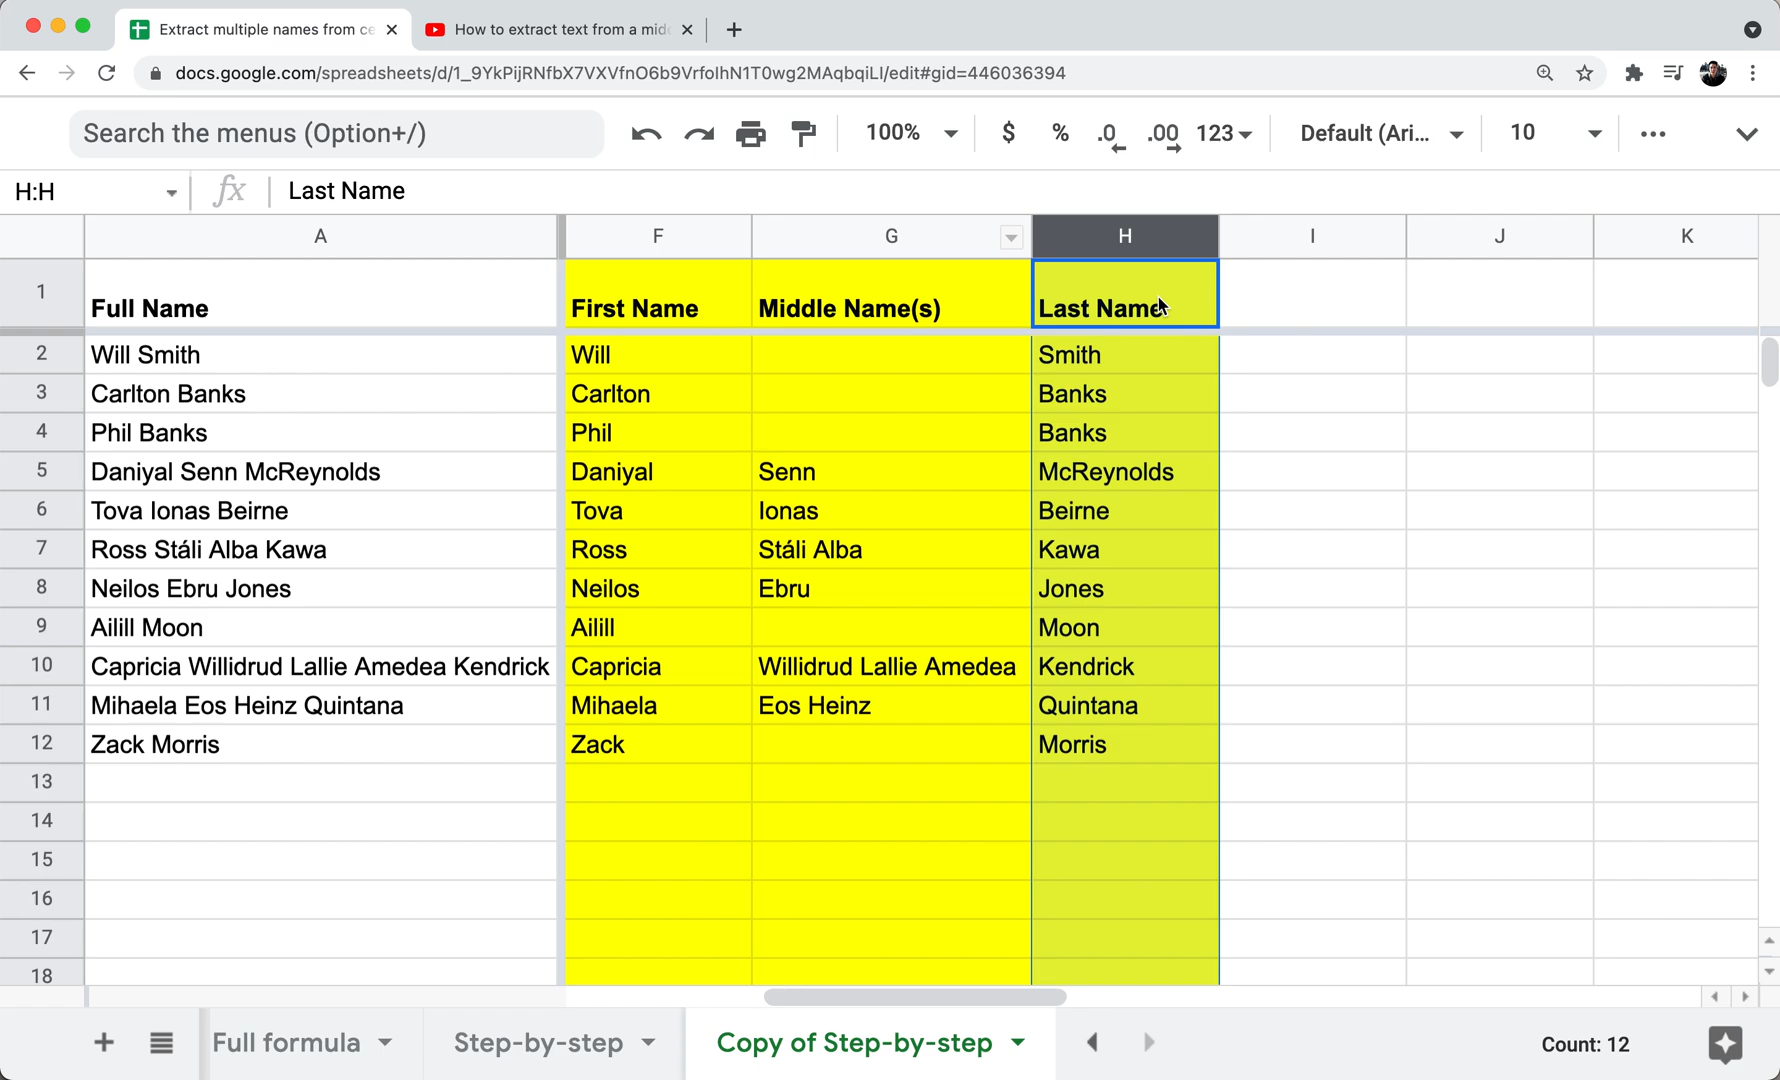 Extract multiple names from ce
How to extract text from a mid
docs.google.com/spreadsheets/d/1_9YkPijRNfbX7VXVfnO6b9VrfolhN1T0wg2MAqbqiLI/edit#gid=446036394
Search the menus (Option+/) 100% $ % .0 .00 123 Default (Ari... 10
H:H fx Last Name
A F G H I J K
1 Full Name First Name Middle Name(s) Last Name
2 Will Smith Will Smith
3 Carlton Banks Carlton Banks
4 Phil Banks Phil Banks
5 Daniyal Senn McReynolds Daniyal Senn McReynolds
6 Tova Ionas Beirne Tova Ionas Beirne
7 Ross Stáli Alba Kawa Ross Stáli Alba Kawa
8 Neilos Ebru Jones Neilos Ebru Jones
9 Ailill Moon Ailill Moon
10 Capricia Willidrud Lallie Amedea Kendrick Capricia Willidrud Lallie Amedea Kendrick
11 Mihaela Eos Heinz Quintana Mihaela Eos Heinz Quintana
12 Zack Morris Zack Morris
13
14
15
16
17
18
Full formula Step-by-step Copy of Step-by-step Count: 12